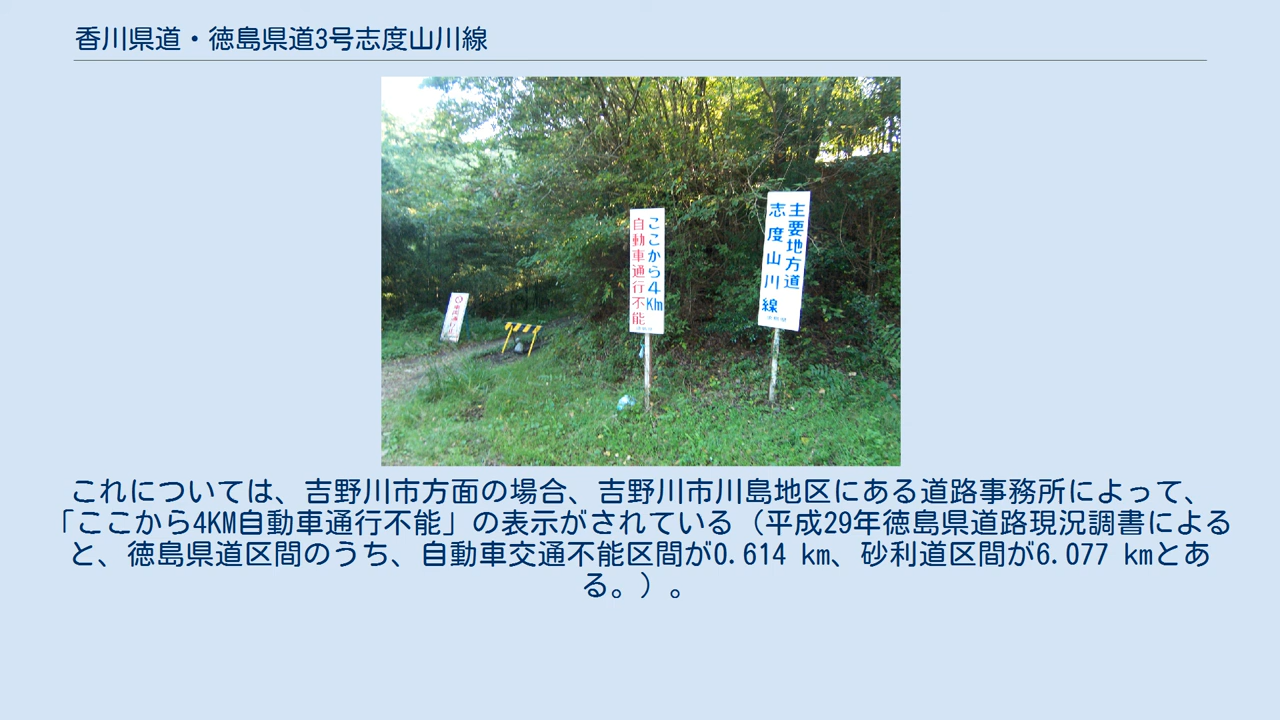 香川県道・徳島県道3号志度山川線
主要地方道
志度山川線
ここから4Km
自動車通行不能
これについては、吉野川市方面の場合、吉野川市川島地区にある道路事務所によって、
「ここから4KM自動車通行不能」の表示がされている（平成29年徳島県道路現況調書による
と、徳島県道区間のうち、自動車交通不能区間が0.614 km、砂利道区間が6.077 kmとあ
る。）。